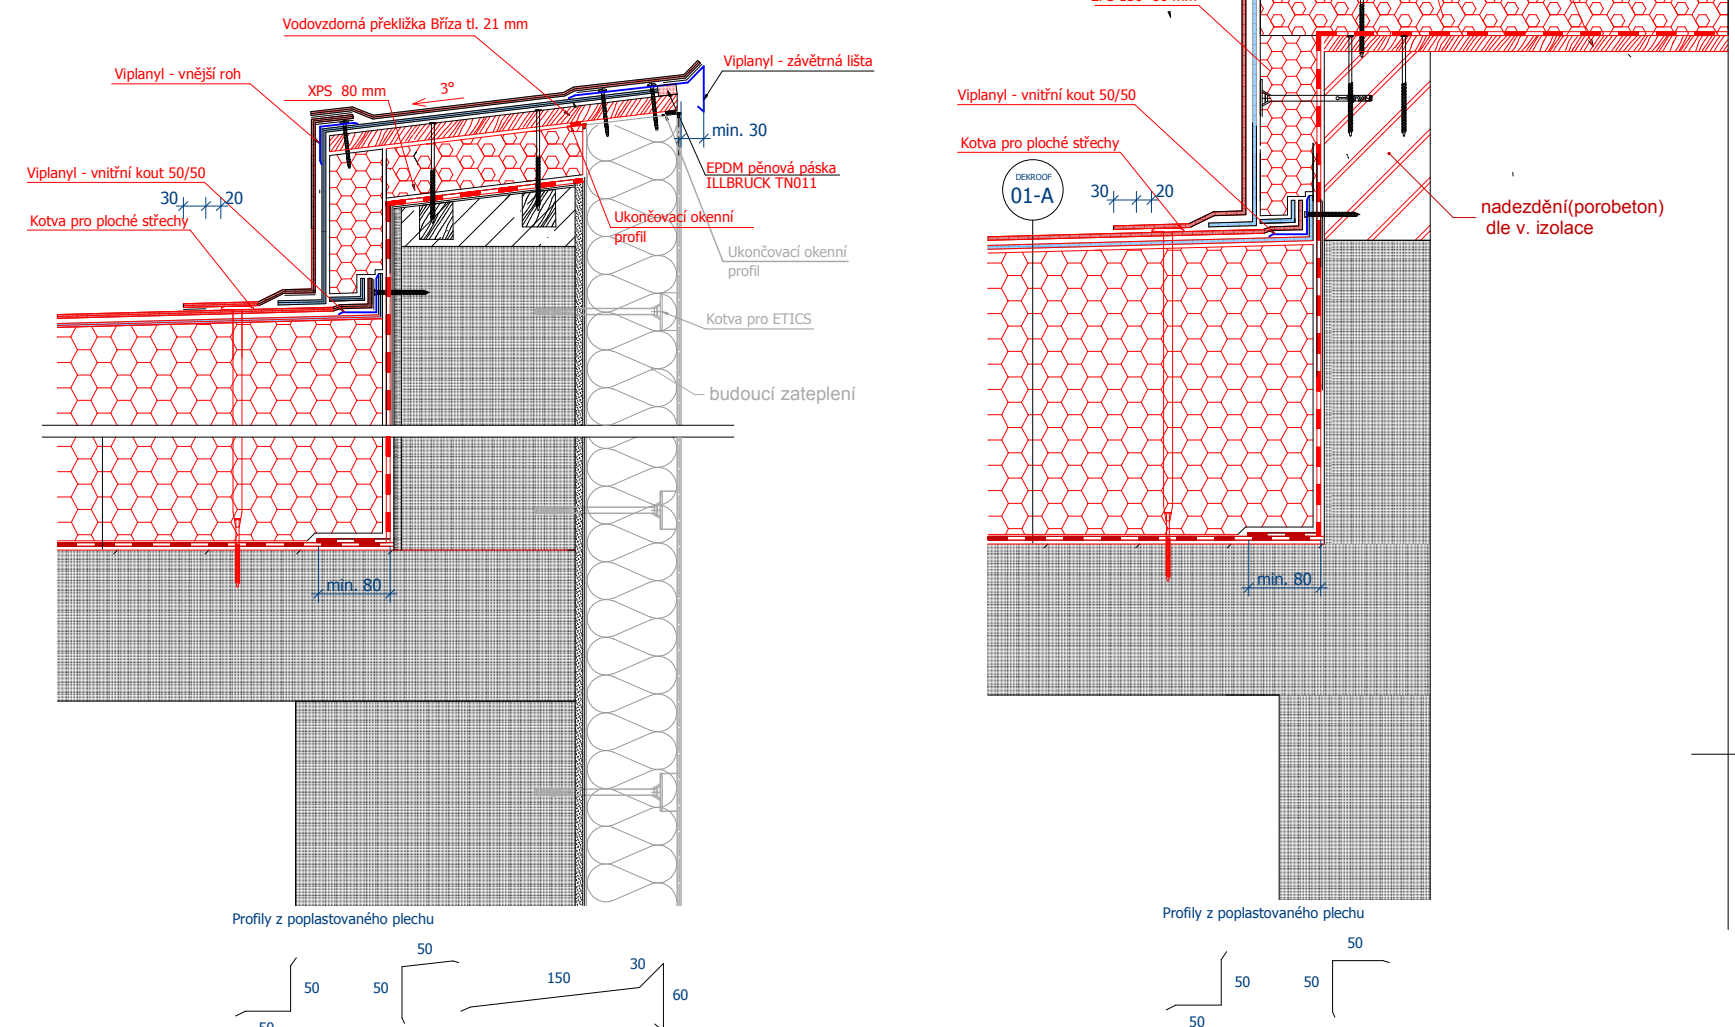 Vodovzdorná překližka Bříza tl. 21 mm
Viplanyl - vnější roh
XPS 80 mm
3°
Viplanyl - závětrná lišta
min. 30
Viplanyl - vnitřní kout 50/50
30
20
Kotva pro ploché střechy
EPDM pěnová páska
ILLBRUCK TN011
Ukončovací okenní
profil
Ukončovací okenní
profil
Kotva pro ETICS
budoucí zateplení
min. 80
Profily z poplastovaného plechu
50
50
50
50
150
30
60
Viplanyl - vnitřní kout 50/50
Kotva pro ploché střechy
DEKROOF
01-A
30
20
nadezdění(porobeton)
dle v. izolace
min. 80
Profily z poplastovaného plechu
50
50
50
50